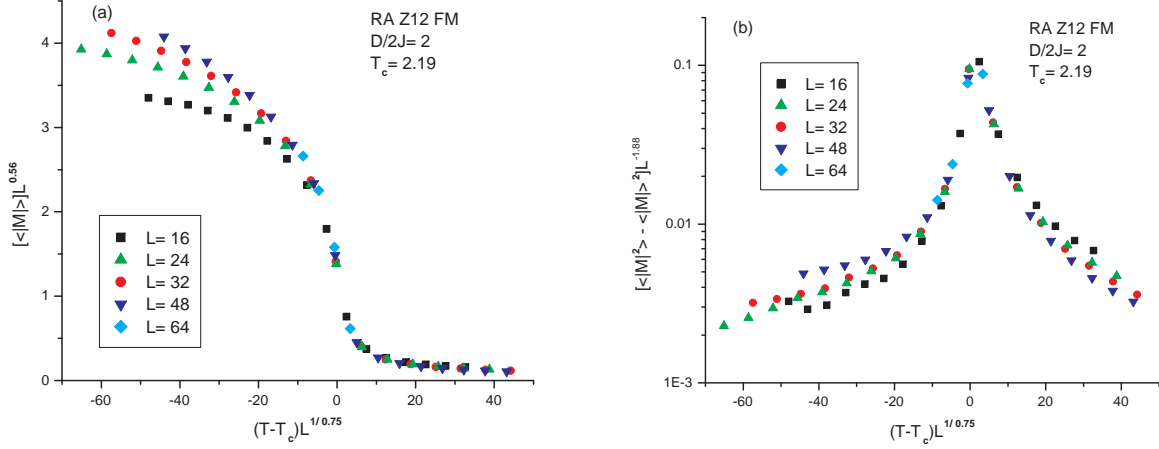 (a)
RA Z12 FM
D/2J= 2
T_c = 2.19
[<|M|>]L^0.56
4
3
2
1
0
L= 16
L= 24
L= 32
L= 48
L= 64
-60 -40 -20 0 20 40
(T-T_c)L^1/0.75
(b)
RA Z12 FM
D/2J= 2
T_c = 2.19
[<|M|^2> - <|M|>^2]L^-1.88
0.1
0.01
1E-3
L= 16
L= 24
L= 32
L= 48
L= 64
-60 -40 -20 0 20 40
(T-T_c)L^1/0.75